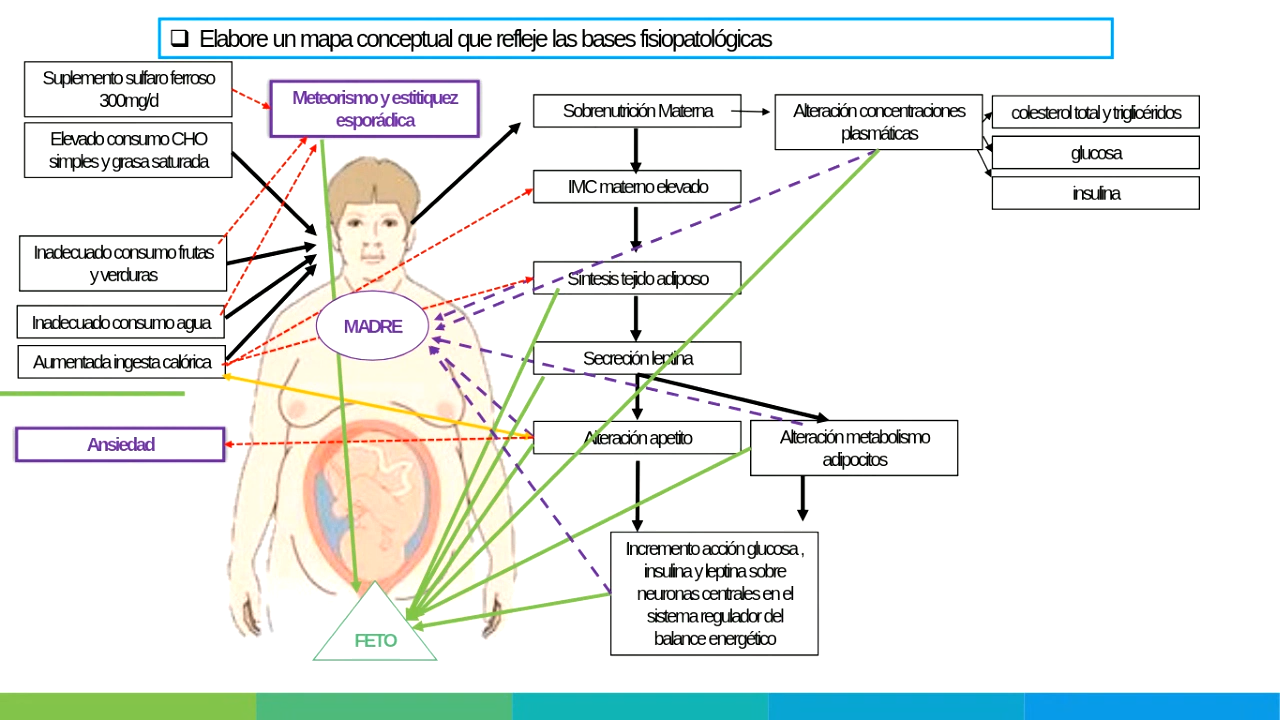 ❑ Elabore un mapa conceptual que refleje las bases fisiopatológicas
Suplemento sulfaro ferroso
300mg/d
Elevado consumo CHO
simples y grasa saturada
Inadecuado consumo frutas
y verduras
Inadecuado consumo agua
Aumentada ingesta calórica
Ansiedad
Meteorismo y estitiquez
esporádica
MADRE
FETO
Sobrenutrición Materna
IMC materno elevado
Síntesis tejido adiposo
Secreción leptina
Alteración apetito
Alteración metabolismo
adipocitos
Incremento acción glucosa ,
insulina y leptina sobre
neuronas centrales en el
sistema regulador del
balance energético
Alteración concentraciones
plasmáticas
colesterol total y triglicéridos
glucosa
insulina